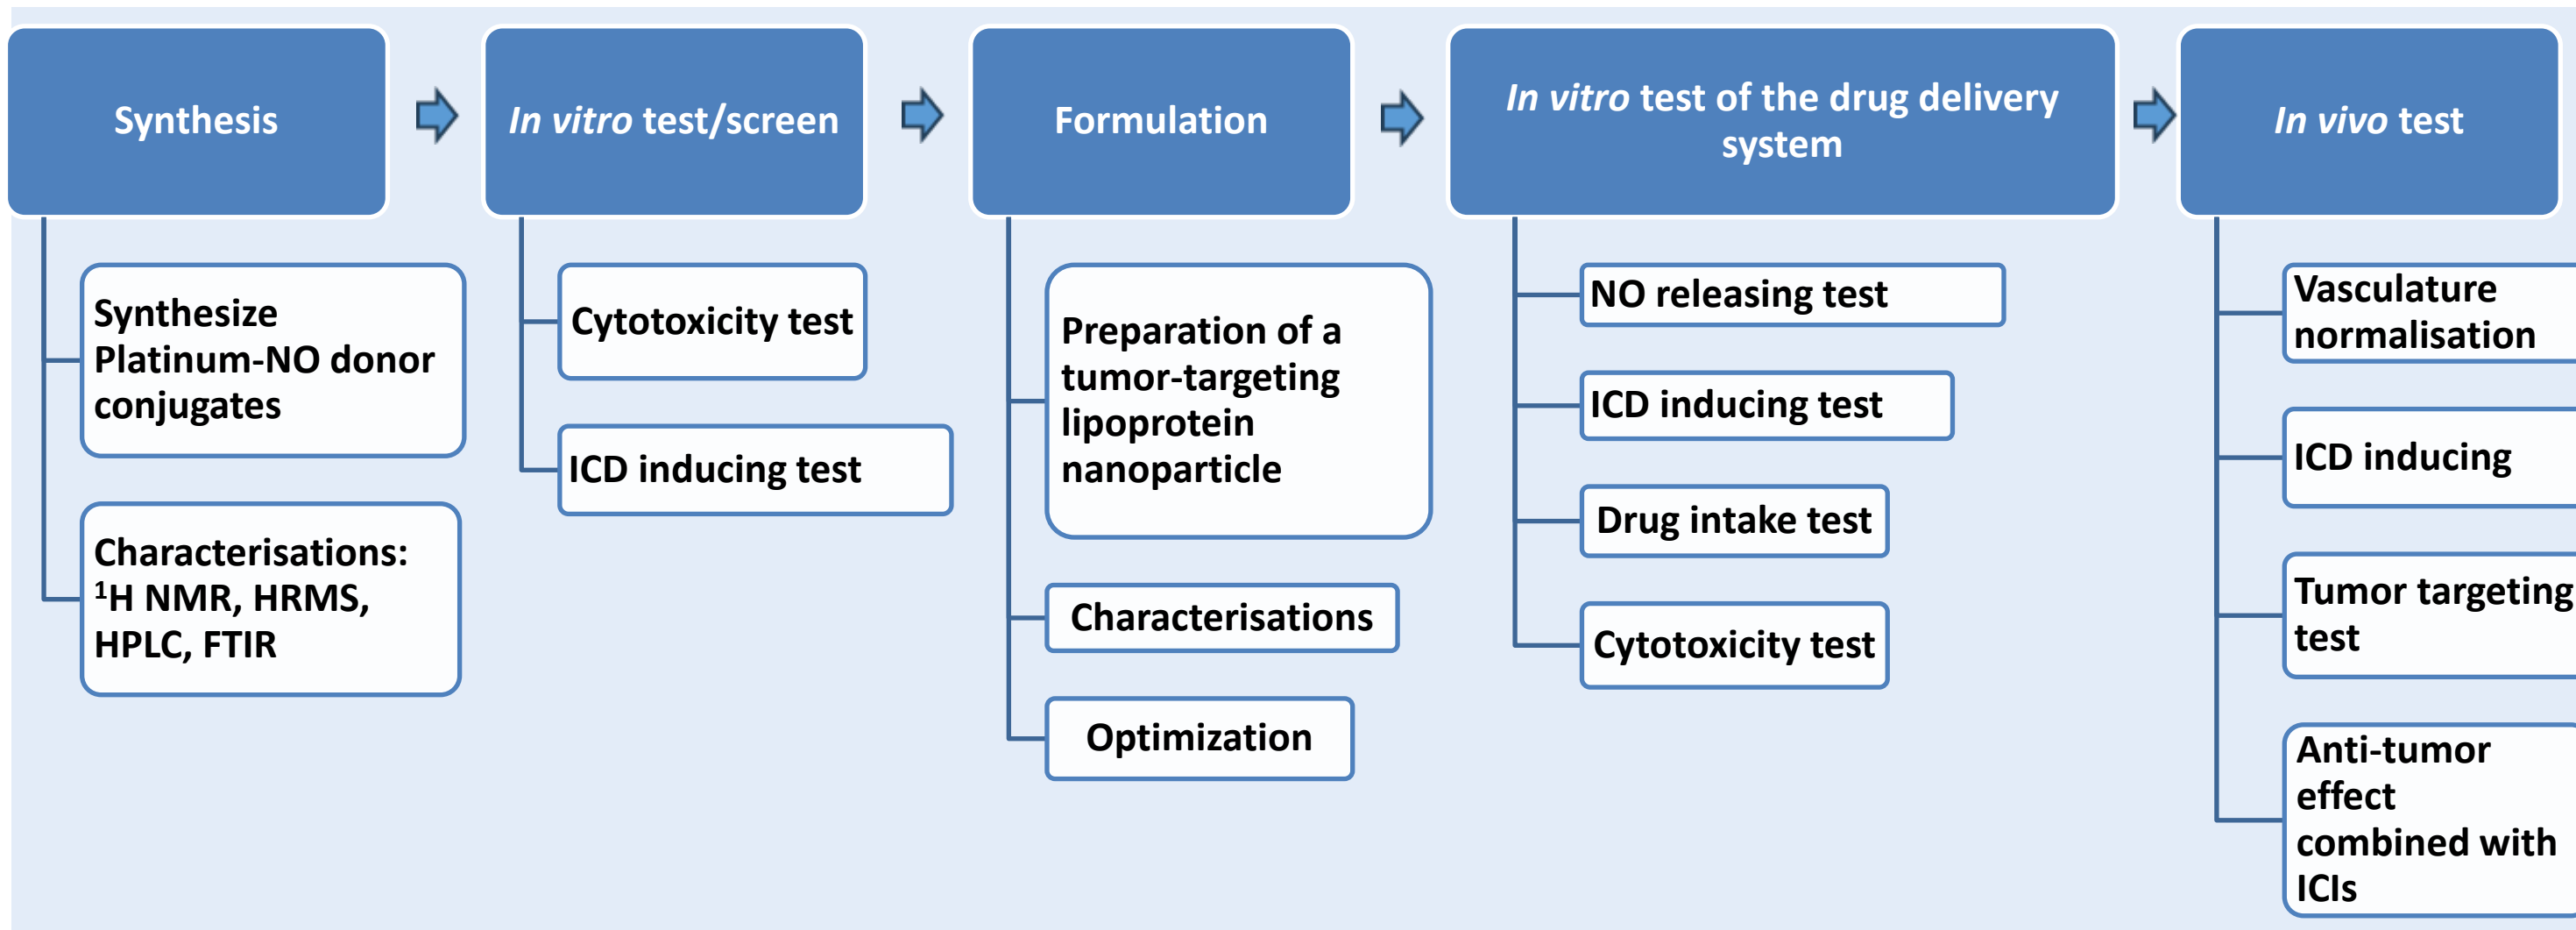 Synthesis
Synthesize
Platinum-NO donor
conjugates
Characterisations:
¹H NMR, HRMS,
HPLC, FTIR
In vitro test/screen
Cytotoxicity test
ICD inducing test
Formulation
Preparation of a
tumor-targeting
lipoprotein
nanoparticle
Characterisations
Optimization
In vitro test of the drug delivery
system
NO releasing test
ICD inducing test
Drug intake test
Cytotoxicity test
In vivo test
Vasculature
normalisation
ICD inducing
Tumor targeting
test
Anti-tumor
effect
combined with
ICIs